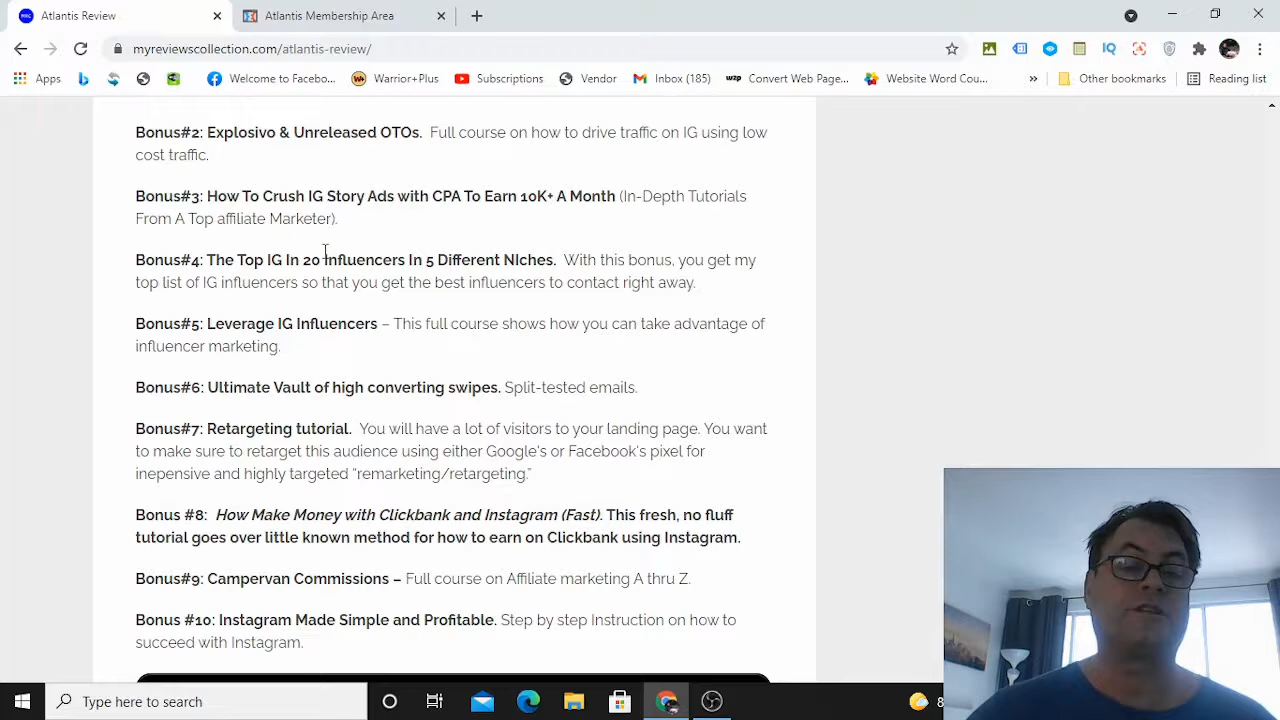 Atlantis Review
Atlantis Membership Area
myreviewscollection.com/atlantis-review/
Apps
Welcome to Facebo...
Warrior+Plus
Subscriptions
Vendor
Inbox (185)
wzp
Convert Web Page...
Website Word Cou...
»
Other bookmarks
Reading list
IQ
Bonus#2: Explosivo & Unreleased OTOs. Full course on how to drive traffic on IG using low
cost traffic.
Bonus#3: How To Crush IG Story Ads with CPA To Earn 10K+ A Month (In-Depth Tutorials
From A Top affiliate Marketer).
Bonus#4: The Top IG In 20 Influencers In 5 Different NIches. With this bonus, you get my
top list of IG influencers so that you get the best influencers to contact right away.
Bonus#5: Leverage IG Influencers – This full course shows how you can take advantage of
influencer marketing.
Bonus#6: Ultimate Vault of high converting swipes. Split-tested emails.
Bonus#7: Retargeting tutorial. You will have a lot of visitors to your landing page. You want
to make sure to retarget this audience using either Google's or Facebook's pixel for
inepensive and highly targeted “remarketing/retargeting.”
Bonus #8: How Make Money with Clickbank and Instagram (Fast). This fresh, no fluff
tutorial goes over little known method for how to earn on Clickbank using Instagram.
Bonus#9: Campervan Commissions – Full course on Affiliate marketing A thru Z.
Bonus #10: Instagram Made Simple and Profitable. Step by step Instruction on how to
succeed with Instagram.
Type here to search
8